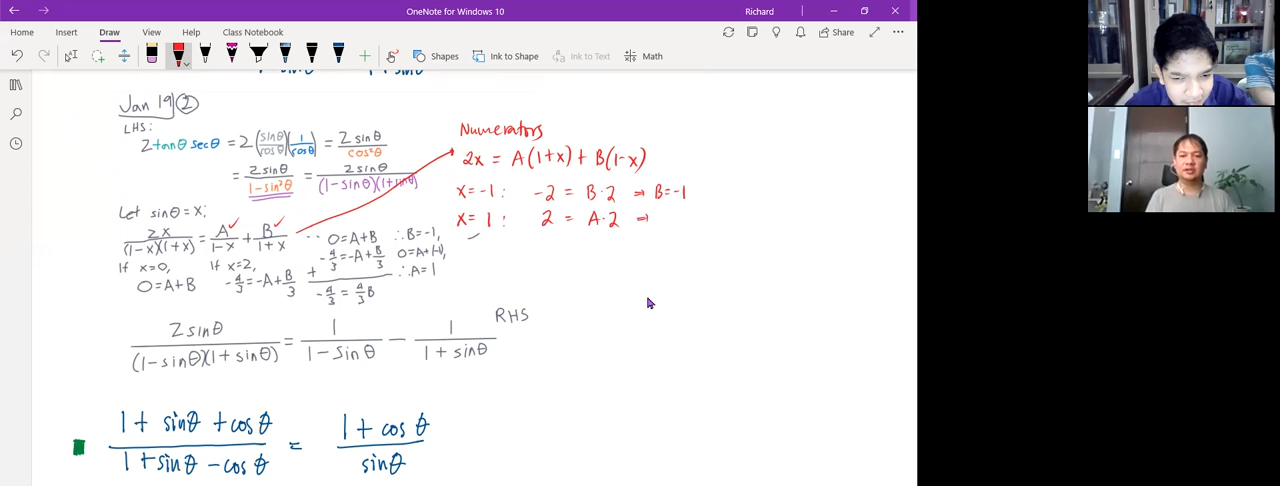 OneNote for Windows 10
Richard
Home Insert Draw View Help Class Notebook
Share
Shapes Ink to Shape Ink to Text Math
Jan 19 ②
LHS:
2tanθ secθ = 2 (sinθ/cosθ)(1/cosθ) = 2sinθ/cos²θ
= 2sinθ/1-sin²θ = 2sinθ/(1-sinθ)(1+sinθ)
Let sinθ = x;
2x/(1-x)(1+x) = A/1-x + B/1+x
If x=0,
0=A+B
If x=2,
-4/3=-A+B/3
0=A+B
-4/3=-A+B/3
+
-4/3=4/3B
∴B=-1,
0=A+(-1),
∴A=1
Numerators
2x = A(1+x) + B(1-x)
x=-1: -2 = B·2 ⇒ B=-1
x=1: 2 = A·2 ⇒
2sinθ/(1-sinθ)(1+sinθ) = 1/1-sinθ - 1/1+sinθ RHS
1+sinθ+cosθ/1+sinθ-cosθ = 1+cosθ/sinθ